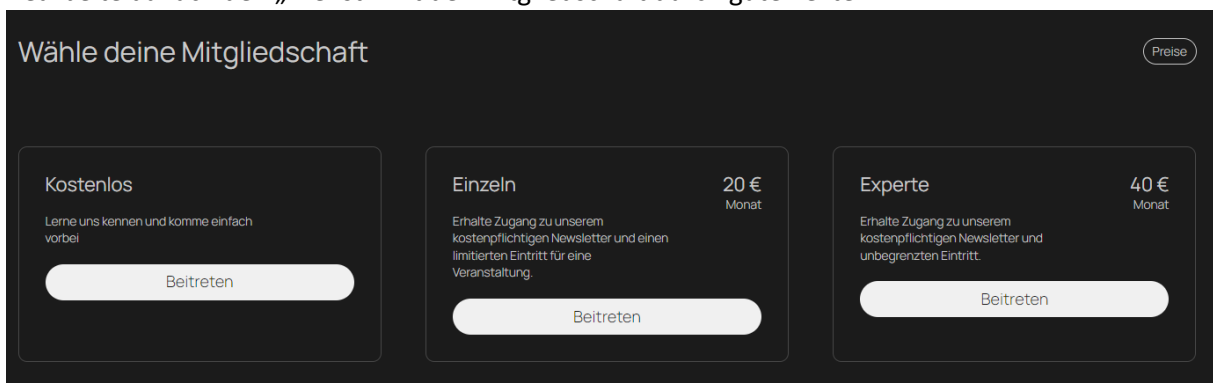 Wähle deine Mitgliedschaft
Preise
Kostenlos
Lerne uns kennen und komme einfach
vorbei
Beitreten
Einzeln
20 €
Monat
Erhalte Zugang zu unserem
kostenpflichtigen Newsletter und einen
limitierten Eintritt für eine
Veranstaltung.
Beitreten
Experte
40 €
Monat
Erhalte Zugang zu unserem
kostenpflichtigen Newsletter und
unbegrenzten Eintritt.
Beitreten